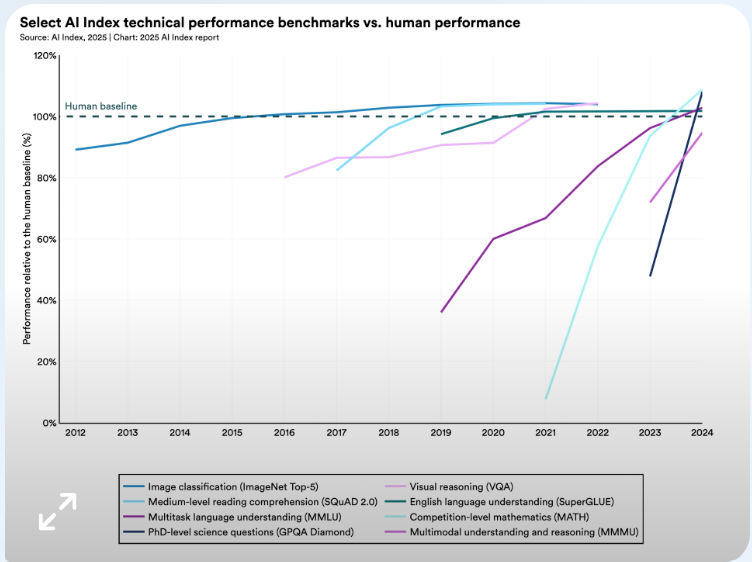 Select AI Index technical performance benchmarks vs. human performance
Source: AI Index, 2025 | Chart: 2025 AI Index report
120%
Human baseline
100%
80%
60%
40%
20%
0%
Performance relative to the human baseline (%)
2012 2013 2014 2015 2016 2017 2018 2019 2020 2021 2022 2023 2024
Image classification (ImageNet Top-5)
Medium-level reading comprehension (SQuAD 2.0)
Multitask language understanding (MMLU)
PhD-level science questions (GPQA Diamond)
Visual reasoning (VQA)
English language understanding (SuperGLUE)
Competition-level mathematics (MATH)
Multimodal understanding and reasoning (MMMU)